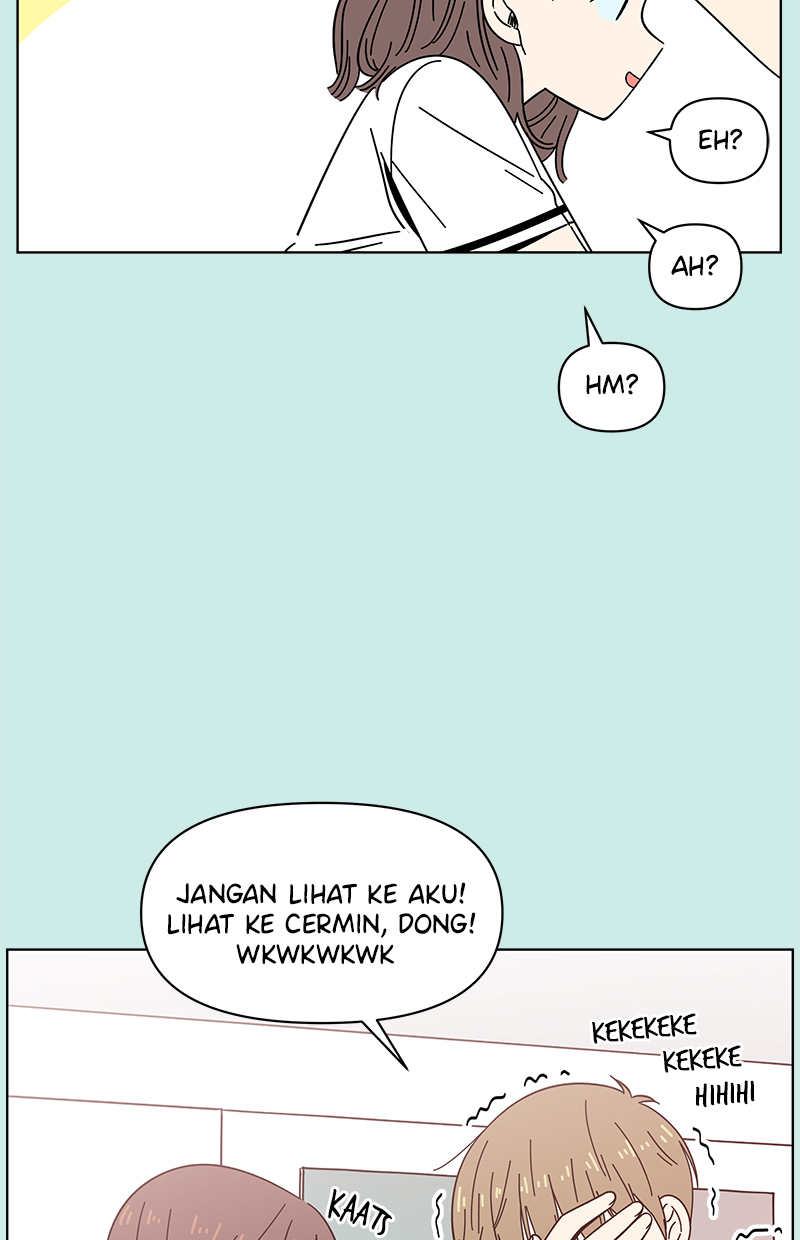 EH?
AH?
HM?
JANGAN LIHAT KE AKU!
LIHAT KE CERMIN, DONG!
WKWKWKWK
KEKEKEKE
KEKEKE
HIHIHI
KAATS